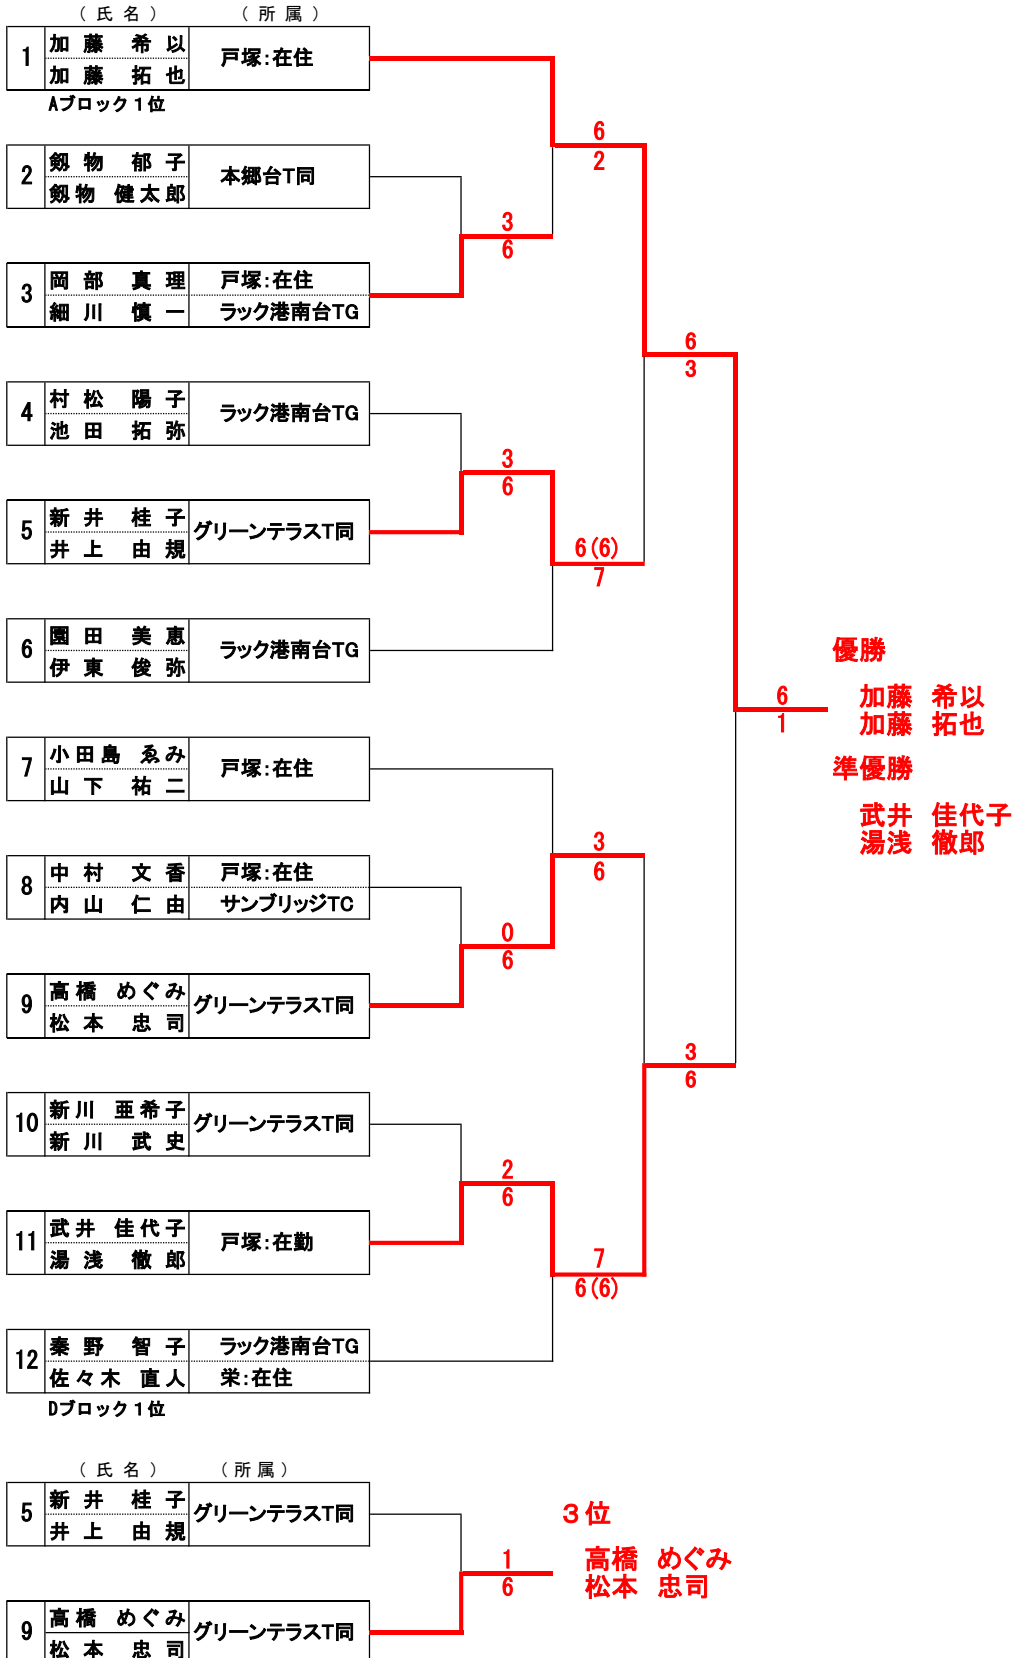 （ 氏 名 ） （ 所 属 ）
1 加 藤 希 以 戸塚:在住
加 藤 拓 也
Aブロック１位
6
2
2 剱 物 郁 子 本郷台T同
剱 物 健 太 郎
3
6
3 岡 部 真 理 戸塚:在住
細 川 慎 一 ラック港南台TG
6
3
4 村 松 陽 子 ラック港南台TG
池 田 拓 弥
3
6
5 新 井 桂 子 グリーンテラスT同
井 上 由 規
6(6)
7
6 園 田 美 恵 ラック港南台TG
伊 東 俊 弥
優勝
6 加藤 希以
1 加藤 拓也
7 小 田 島 ゑ み 戸塚:在住
山 下 祐 二
準優勝
武井 佳代子
湯浅 徹郎
3
6
8 中 村 文 香 戸塚:在住
内 山 仁 由 サンブリッジTC
0
6
9 高 橋 め ぐ み グリーンテラスT同
松 本 忠 司
3
6
10 新 川 亜 希 子 グリーンテラスT同
新 川 武 史
2
6
11 武 井 佳 代 子 戸塚:在勤
湯 浅 徹 郎
7
6(6)
12 秦 野 智 子 ラック港南台TG
佐 々 木 直 人 栄:在住
Dブロック１位
（ 氏 名 ） （ 所 属 ）
5 新 井 桂 子 グリーンテラスT同
井 上 由 規
３位
1 高橋 めぐみ
6 松本 忠司
9 高 橋 め ぐ み グリーンテラスT同
松 本 忠 司